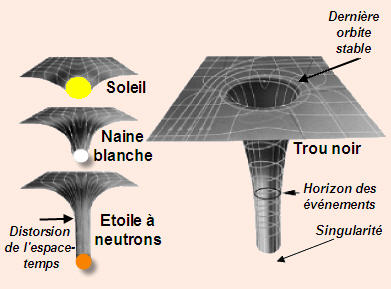 Soleil
Naine
blanche
Etoile à
neutrons
Distorsion
de l'espace-
temps
Dernière
orbite
stable
Trou noir
Horizon des
événements
Singularité